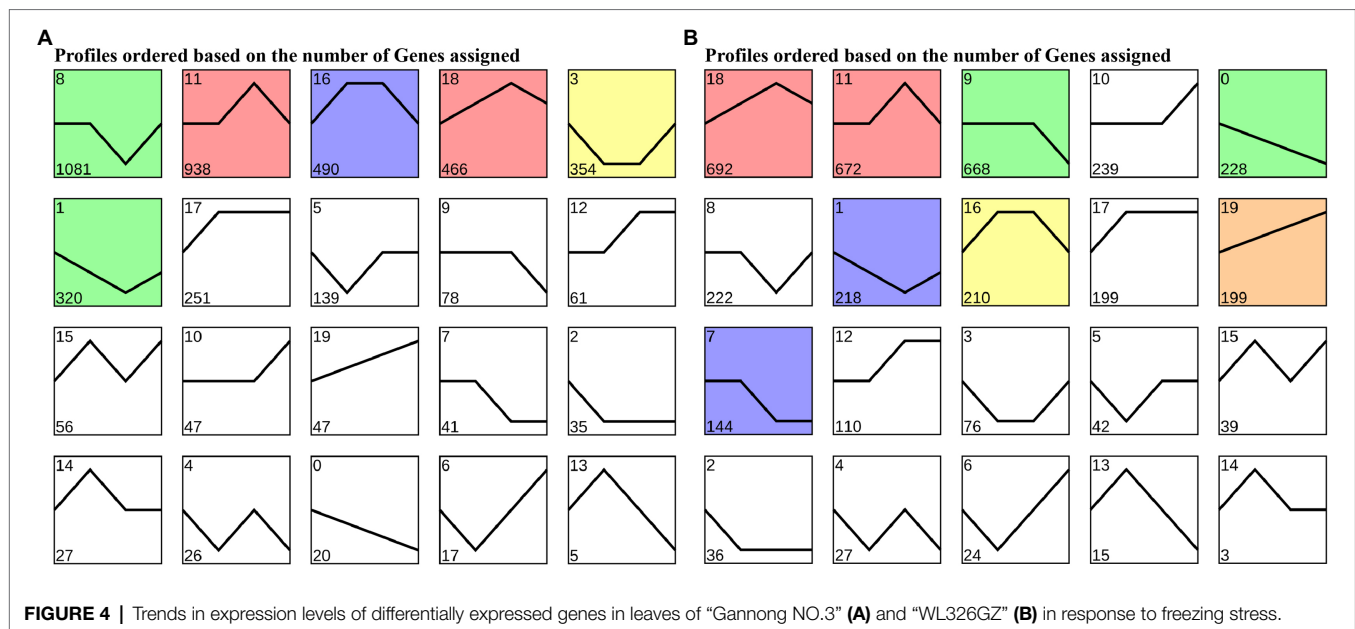 A
Profiles ordered based on the number of Genes assigned
8 11 16 18 3
1081 938 490 466 354
1 17 5 9 12
320 251 139 78 61
15 10 19 7 2
56 47 47 41 35
14 4 0 6 13
27 26 20 17 5
B
Profiles ordered based on the number of Genes assigned
18 11 9 10 0
692 672 668 239 228
8 1 16 17 19
222 218 210 199 199
7 12 3 5 15
144 110 76 42 39
2 4 6 13 14
36 27 24 15 3
FIGURE 4 | Trends in expression levels of differentially expressed genes in leaves of “Gannong NO.3” (A) and “WL326GZ” (B) in response to freezing stress.